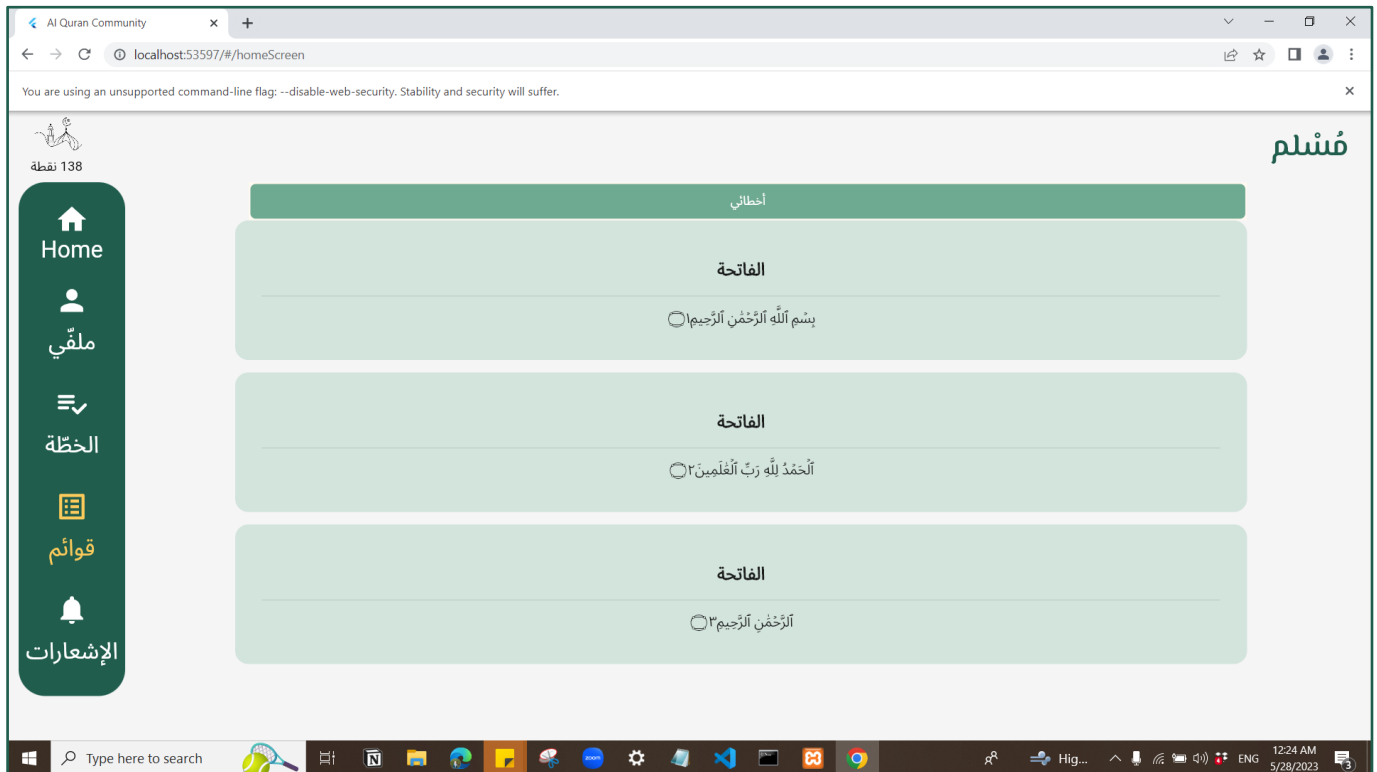 Al Quran Community
localhost:53597/#/homeScreen
You are using an unsupported command-line flag: --disable-web-security. Stability and security will suffer.
مُسْلم
138 نقطة
أخطائي
Home
ملفّي
الخطّة
قوائم
الإشعارات
الفاتحة
بِسۡمِ ٱللَّهِ ٱلرَّحۡمَٰنِ ٱلرَّحِيمِ۝١
الفاتحة
ٱلۡحَمۡدُ لِلَّهِ رَبِّ ٱلۡعَٰلَمِينَ۝٢
الفاتحة
ٱلرَّحۡمَٰنِ ٱلرَّحِيمِ۝٣
Type here to search
zoom
Hig...
ENG
12:24 AM
5/28/2023
3